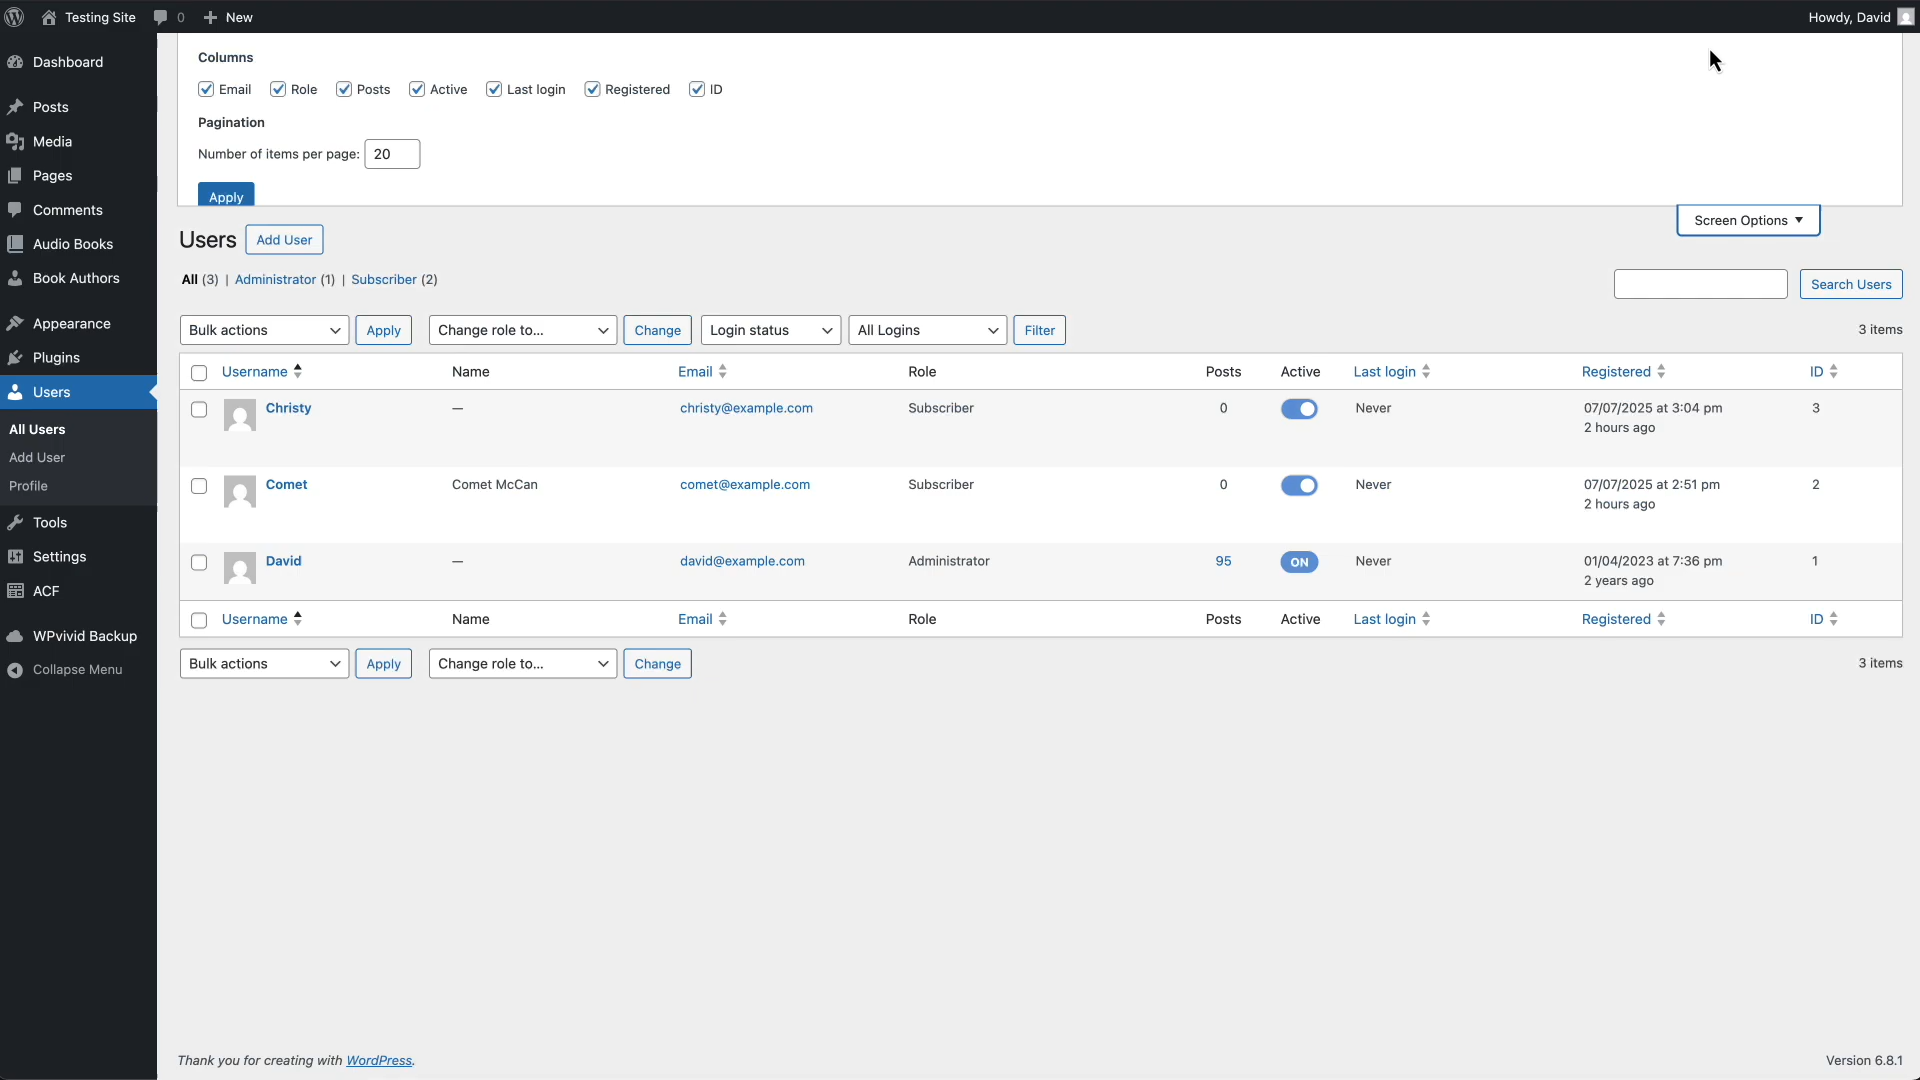 Testing Site 0 New Howdy, David
Dashboard
Posts
Media
Pages
Comments
Audio Books
Book Authors
Appearance
Plugins
Users
All Users
Add User
Profile
Tools
Settings
ACF
WPvivid Backup
Collapse Menu
Columns
Email Role Posts Active Last login Registered ID
Pagination
Number of items per page: 20
Apply
Screen Options
Users Add User
All (3) | Administrator (1) | Subscriber (2)
Search Users
Bulk actions Apply Change role to... Change Login status All Logins Filter 3 items
Username Name Email Role Posts Active Last login Registered ID
Christy — christy@example.com Subscriber 0 Never 07/07/2025 at 3:04 pm 3
2 hours ago
Comet Comet McCan comet@example.com Subscriber 0 Never 07/07/2025 at 2:51 pm 2
2 hours ago
David — david@example.com Administrator 95 ON Never 01/04/2023 at 7:36 pm 1
2 years ago
Username Name Email Role Posts Active Last login Registered ID
Bulk actions Apply Change role to... Change 3 items
Thank you for creating with WordPress. Version 6.8.1